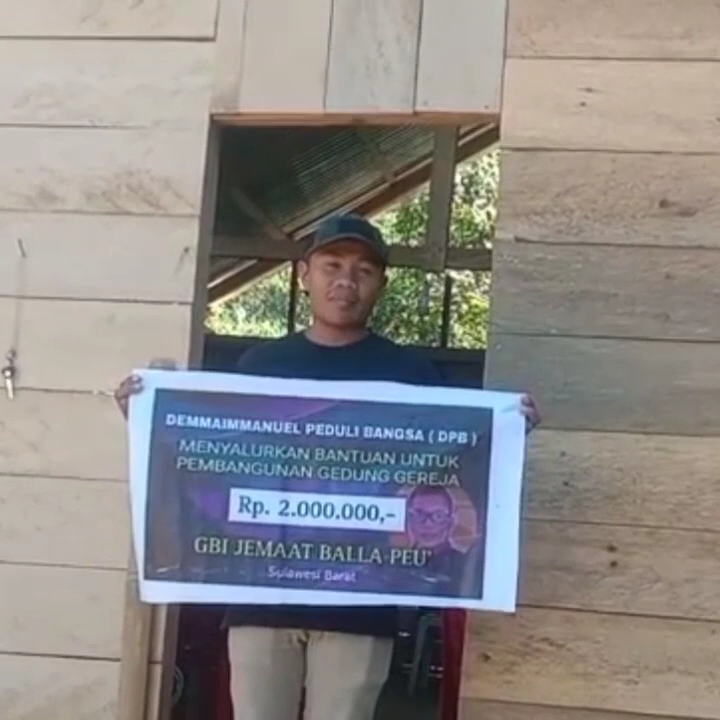 DEMMAIMMANUEL PEDULI BANGSA ( DPB )
MENYALURKAN BANTUAN UNTUK
PEMBANGUNAN GEDUNG GEREJA
Rp. 2.000.000,-
GBI JEMAAT BALLA-PEU'
Sulawesi Barat